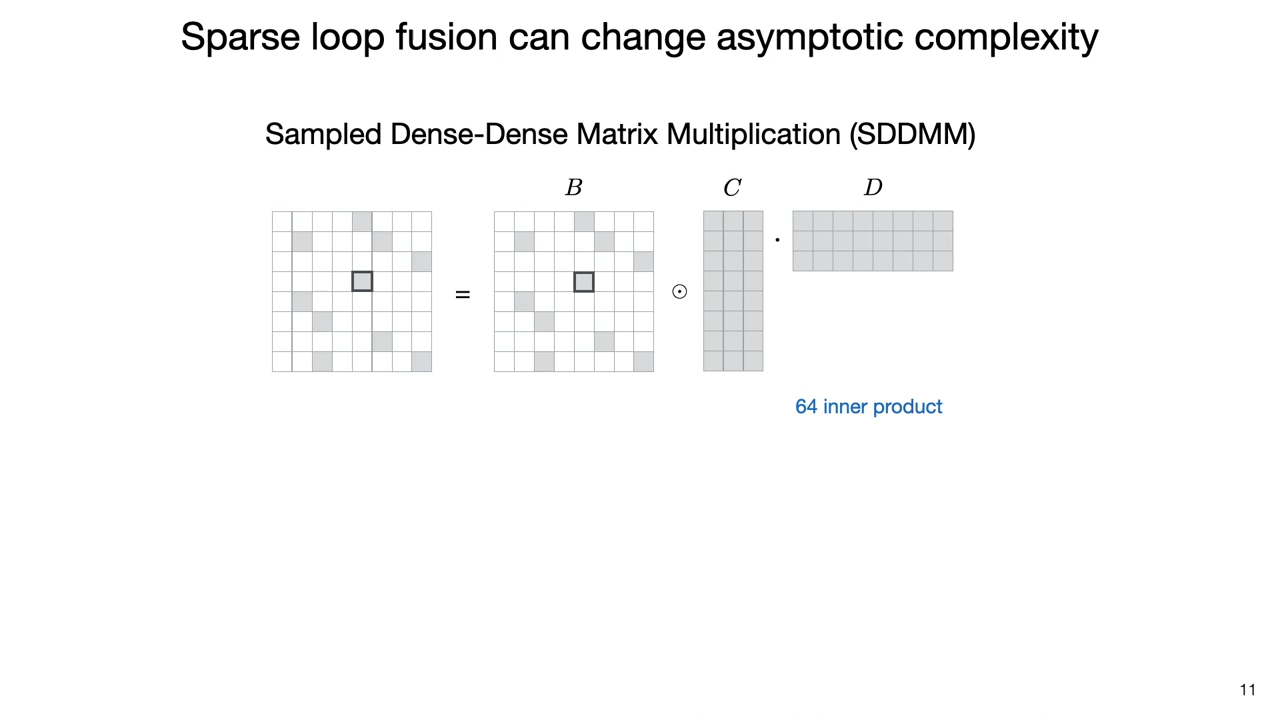 Sparse loop fusion can change asymptotic complexity
Sampled Dense-Dense Matrix Multiplication (SDDMM)
B C D
= ⊙ ·
64 inner product
11